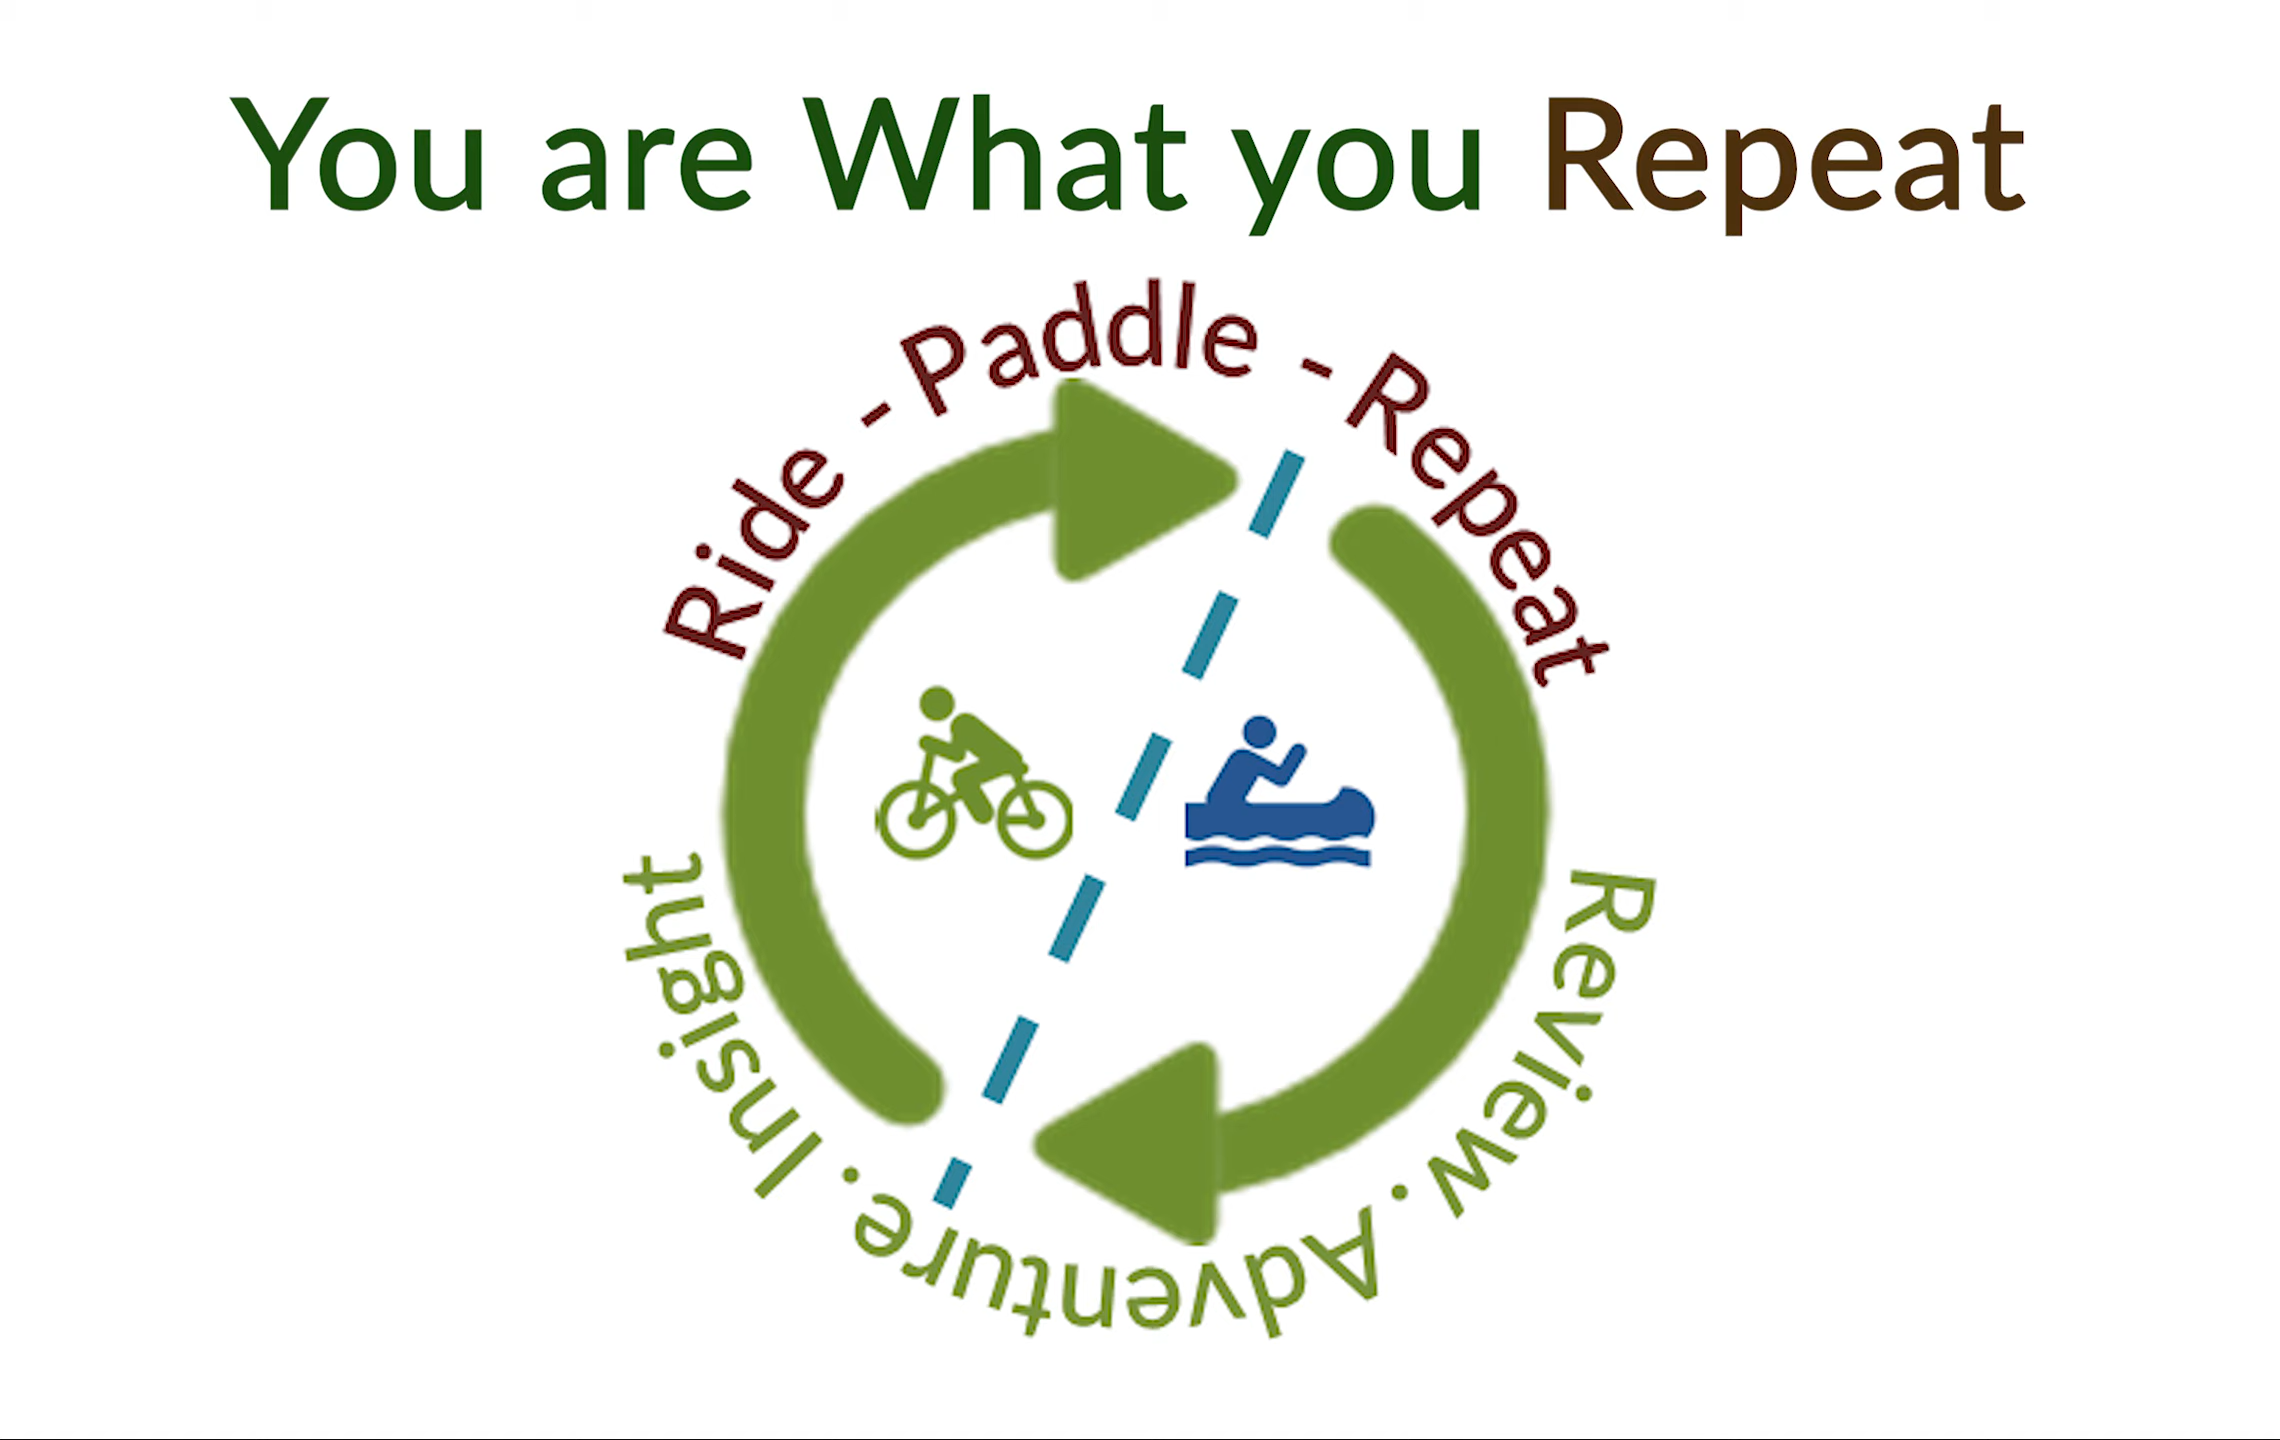 You are What you Repeat
Ride - Paddle - Repeat
Review . Adventure . Insight